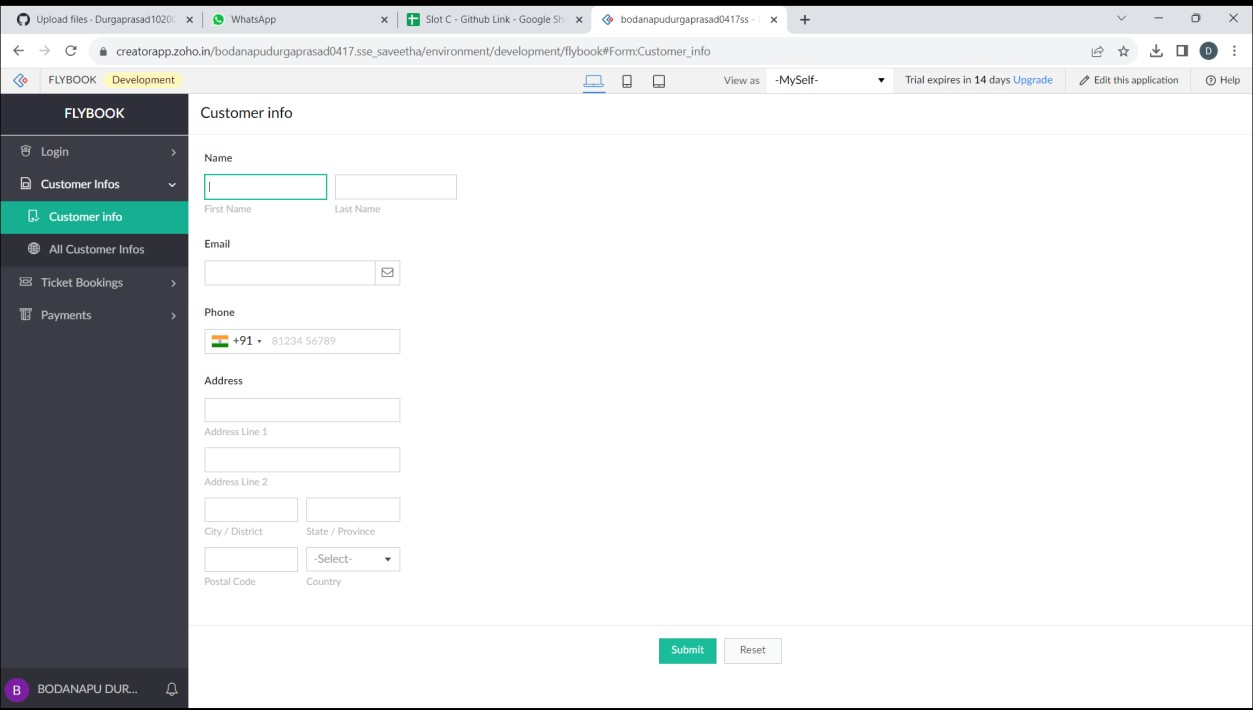 Upload files · Durgaprasad10200
WhatsApp
Slot C - Github Link - Google Sh
bodanapudurgaprasad0417ss -
creatorapp.zoho.in/bodanapudurgaprasad0417.sse_saveetha/environment/development/flybook#Form:Customer_info
D
FLYBOOK Development
View as -MySelf-
Trial expires in 14 days Upgrade
Edit this application
Help
FLYBOOK
Login
Customer Infos
Customer info
All Customer Infos
Ticket Bookings
Payments
B BODANAPU DUR...
Customer info
Name
First Name Last Name
Email
Phone
+91 81234 56789
Address
Address Line 1
Address Line 2
City / District State / Province
-Select-
Postal Code Country
Submit Reset